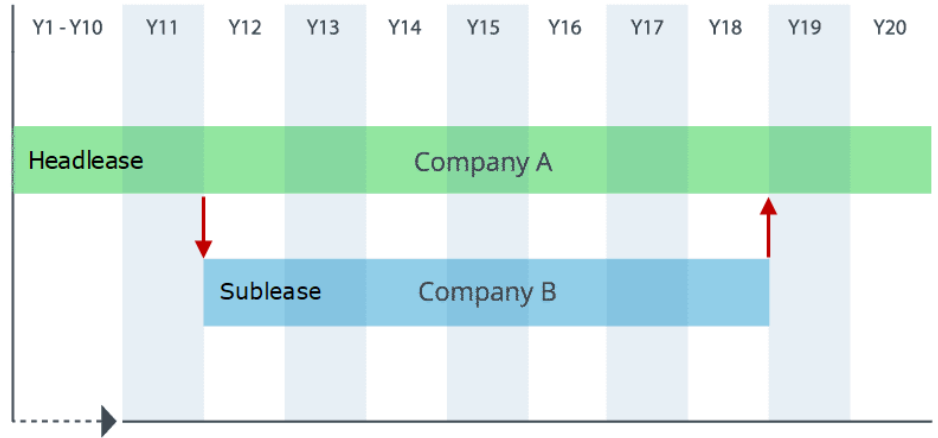 Y1 - Y10 Y11 Y12 Y13 Y14 Y15 Y16 Y17 Y18 Y19 Y20
Headlease Company A
Sublease Company B